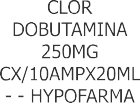 CLOR
DOBUTAMINA
250MG
CX/10AMPX20ML
- - HYPOFARMA